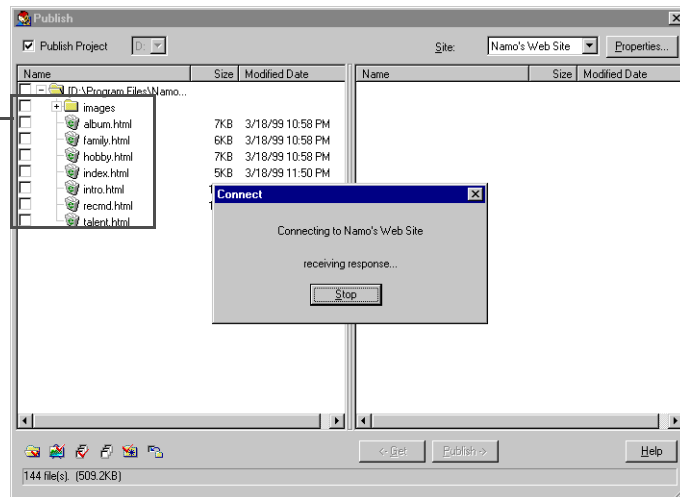 Publish
Publish Project D: Site: Namo's Web Site Properties...
Name Size Modified Date Name Size Modified Date
[D:\Program Files\Namo...
images
album.html 7KB 3/18/99 10:58 PM
family.html 6KB 3/18/99 10:58 PM
hobby.html 7KB 3/18/99 10:58 PM
index.html 5KB 3/18/99 11:50 PM
intro.html
recmd.html
talent.html
Connect
Connecting to Namo's Web Site
receiving response...
Stop
<- Get Publish -> Help
144 file(s). (509.2KB)